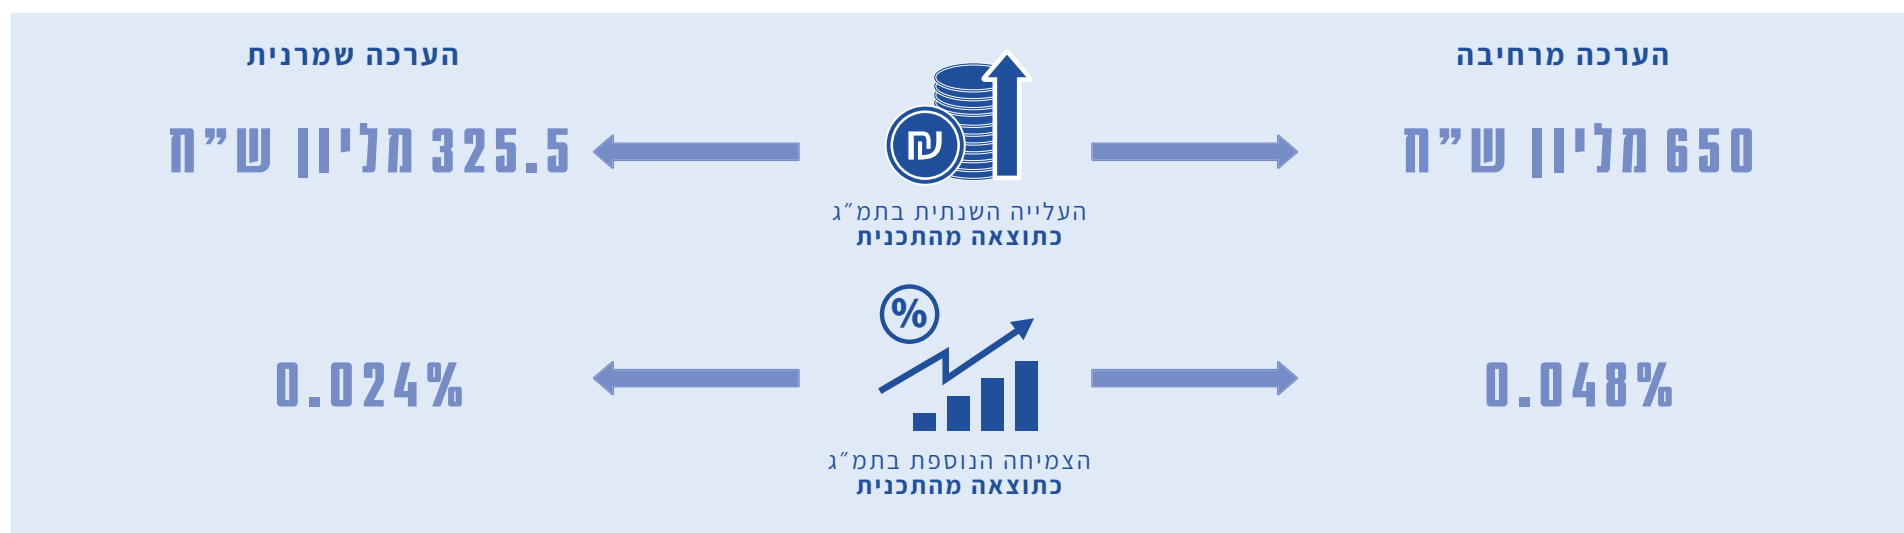 הערכה מרחיבה
הערכה שמרנית
650 מליון ש״ח
₪
325.5 מליון ש״ח
העלייה השנתית בתמ״ג
כתוצאה מהתכנית
%
0.048%
0.024%
הצמיחה הנוספת בתמ״ג
כתוצאה מהתכנית